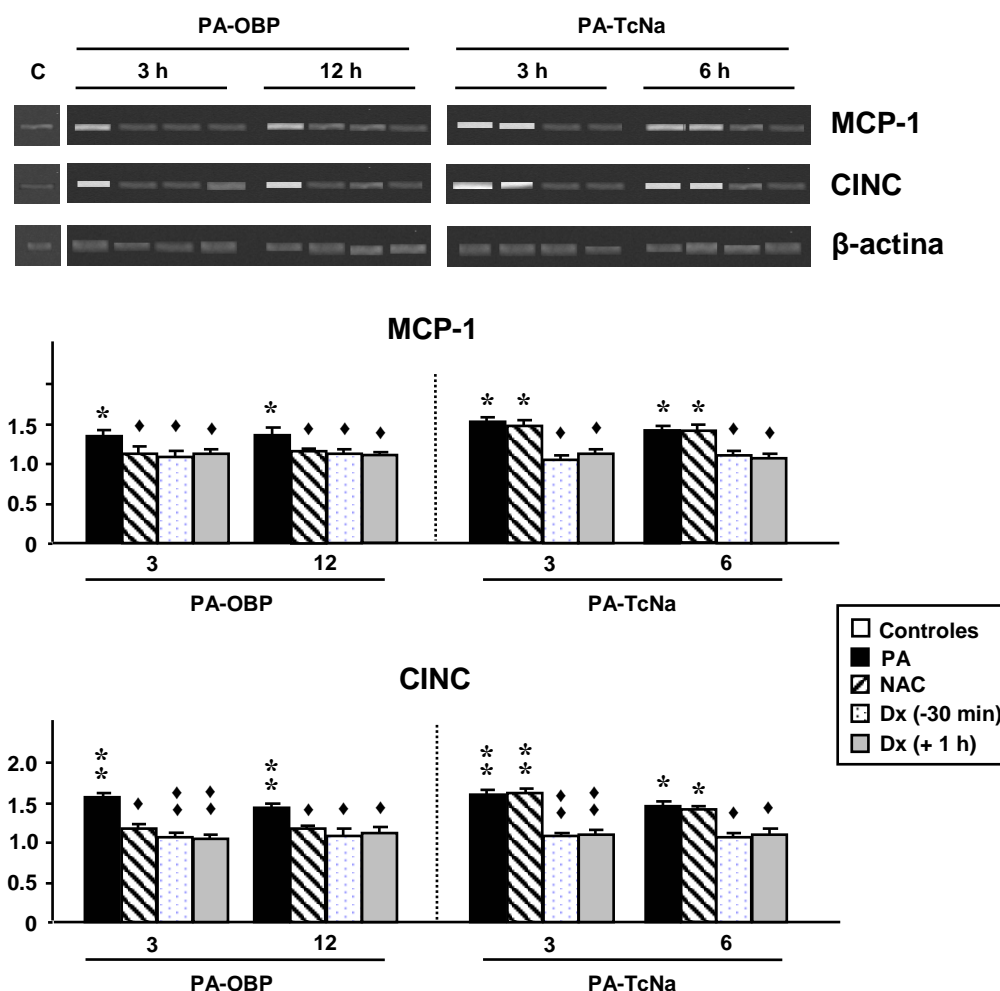 PA-OBP PA-TcNa
C 3 h 12 h 3 h 6 h
MCP-1
CINC
β-actina
MCP-1
* ♦ ♦ ♦ * ♦ ♦ ♦ * * ♦ ♦ * * ♦ ♦
1.5
1.0
0.5
0
3 12 3 6
PA-OBP PA-TcNa
Controles
PA
NAC
Dx (-30 min)
Dx (+ 1 h)
CINC
* * ♦ ♦ ♦ ♦ ♦ * * ♦ ♦ ♦ * * * * ♦ ♦ ♦ ♦ * * ♦ ♦
2.0
1.5
1.0
0.5
0
3 12 3 6
PA-OBP PA-TcNa